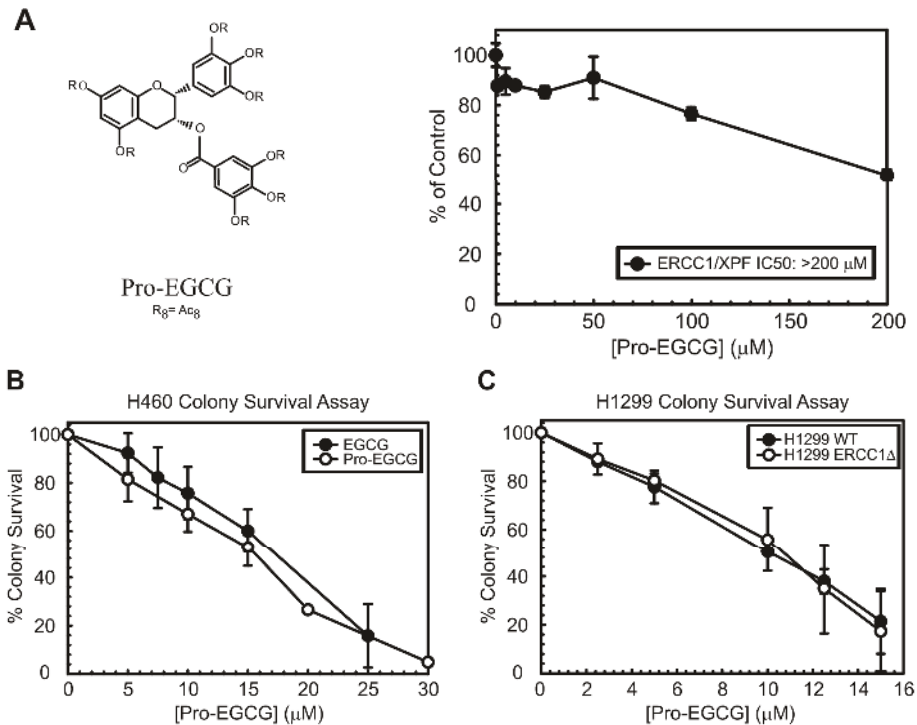 A
OR
OR
OR
RO
O
OR
O
O
OR
OR
OR
Pro-EGCG
R8= Ac8
% of Control
100
80
60
40
20
0
ERCC1/XPF IC50: >200 μM
0 50 100 150 200
[Pro-EGCG] (μM)
B
H460 Colony Survival Assay
% Colony Survival
100
80
60
40
20
0
EGCG
Pro-EGCG
0 5 10 15 20 25 30
[Pro-EGCG] (μM)
C
H1299 Colony Survival Assay
% Colony Survival
100
80
60
40
20
0
H1299 WT
H1299 ERCC1Δ
0 2 4 6 8 10 12 14 16
[Pro-EGCG] (μM)